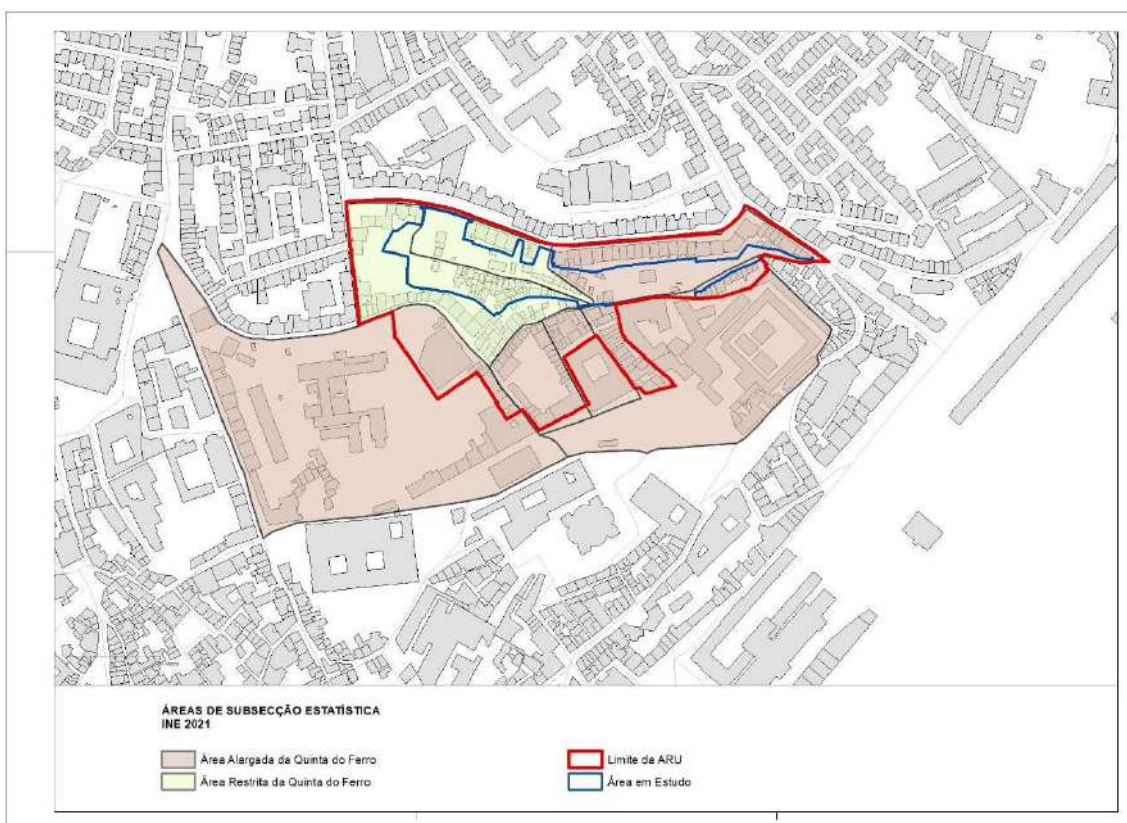 ÁREAS DE SUBSECÇÃO ESTATÍSTICA
INE 2021
Área Alargada da Quinta do Ferro
Área Restrita da Quinta do Ferro
Limite da ARU
Área em Estudo